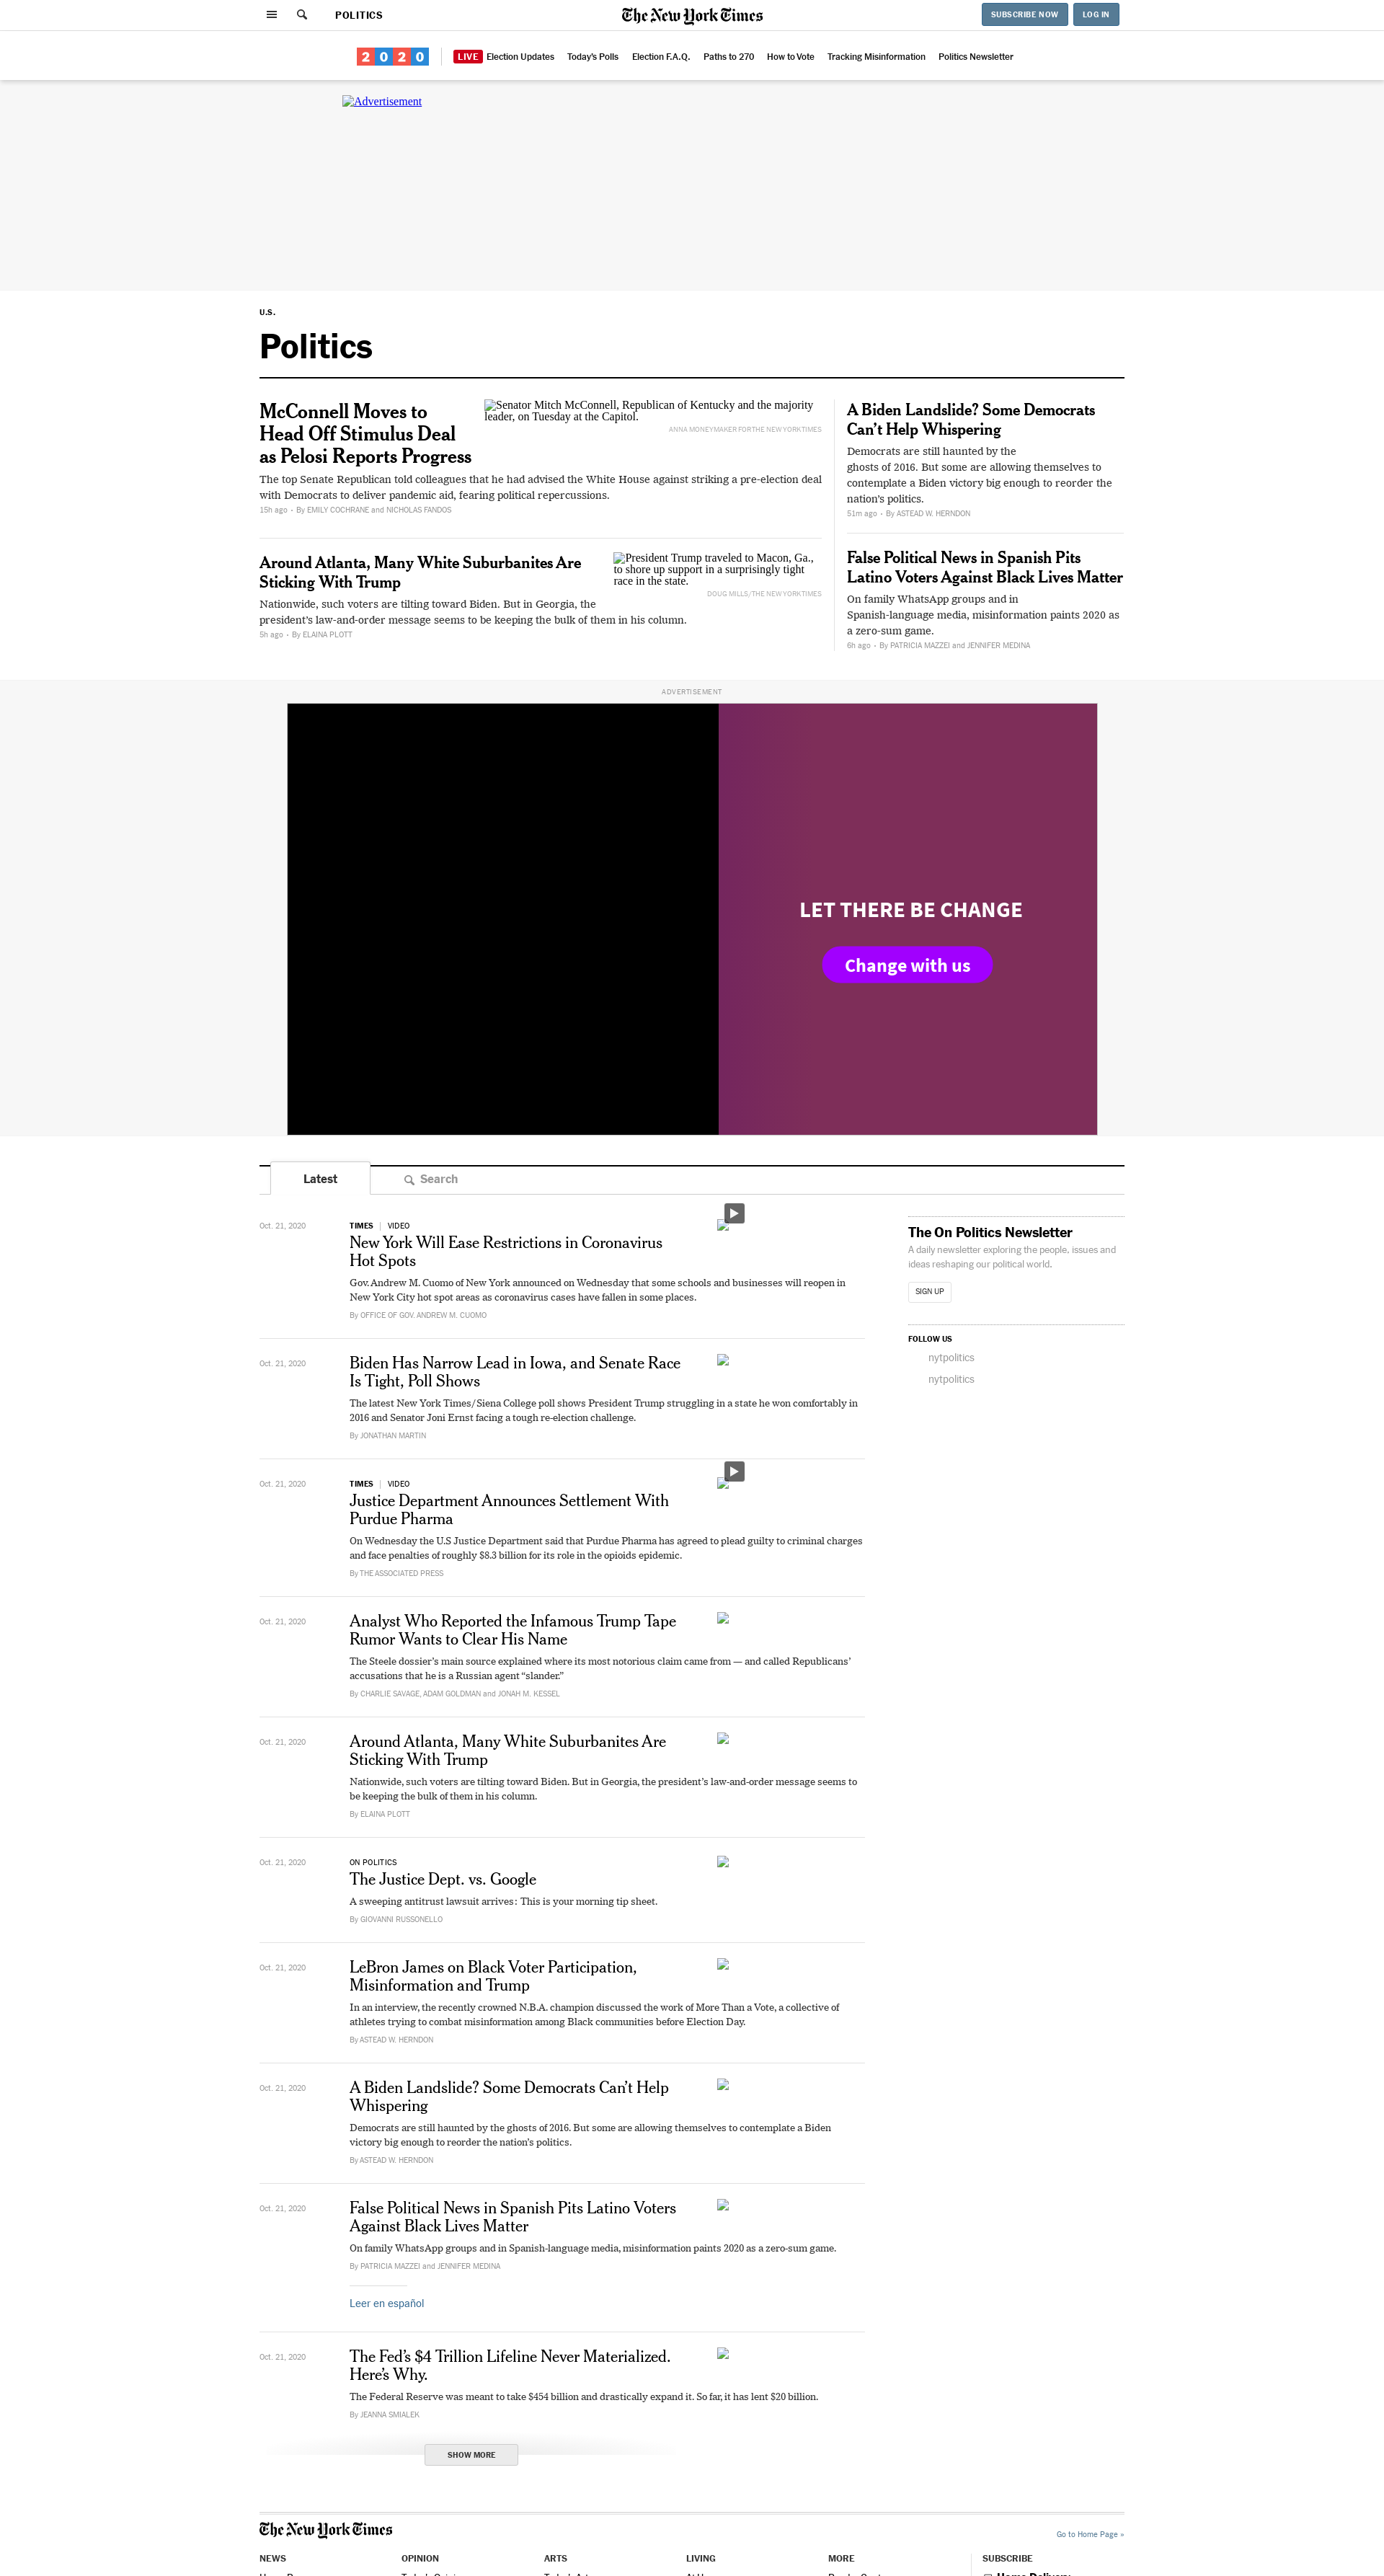 POLITICS
The New York Times
SUBSCRIBE NOW
LOG IN
2020
LIVE Election Updates
Today's Polls
Election F.A.Q.
Paths to 270
How to Vote
Tracking Misinformation
Politics Newsletter
Advertisement
U.S.
Politics
McConnell Moves to
Head Off Stimulus Deal
as Pelosi Reports Progress
Senator Mitch McConnell, Republican of Kentucky and the majority
leader, on Tuesday at the Capitol.
ANNA MONEYMAKER FOR THE NEW YORK TIMES
The top Senate Republican told colleagues that he had advised the White House against striking a pre-election deal
with Democrats to deliver pandemic aid, fearing political repercussions.
15h ago • By EMILY COCHRANE and NICHOLAS FANDOS
Around Atlanta, Many White Suburbanites Are
Sticking With Trump
President Trump traveled to Macon, Ga.,
to shore up support in a surprisingly tight
race in the state.
DOUG MILLS/THE NEW YORK TIMES
Nationwide, such voters are tilting toward Biden. But in Georgia, the
president’s law-and-order message seems to be keeping the bulk of them in his column.
5h ago • By ELAINA PLOTT
A Biden Landslide? Some Democrats
Can’t Help Whispering
Democrats are still haunted by the
ghosts of 2016. But some are allowing themselves to
contemplate a Biden victory big enough to reorder the
nation’s politics.
51m ago • By ASTEAD W. HERNDON
False Political News in Spanish Pits
Latino Voters Against Black Lives Matter
On family WhatsApp groups and in
Spanish-language media, misinformation paints 2020 as
a zero-sum game.
6h ago • By PATRICIA MAZZEI and JENNIFER MEDINA
ADVERTISEMENT
LET THERE BE CHANGE
Change with us
Latest
Search
Oct. 21, 2020
TIMES | VIDEO
New York Will Ease Restrictions in Coronavirus
Hot Spots
Gov. Andrew M. Cuomo of New York announced on Wednesday that some schools and businesses will reopen in
New York City hot spot areas as coronavirus cases have fallen in some places.
By OFFICE OF GOV. ANDREW M. CUOMO
Oct. 21, 2020
Biden Has Narrow Lead in Iowa, and Senate Race
Is Tight, Poll Shows
The latest New York Times/Siena College poll shows President Trump struggling in a state he won comfortably in
2016 and Senator Joni Ernst facing a tough re-election challenge.
By JONATHAN MARTIN
Oct. 21, 2020
TIMES | VIDEO
Justice Department Announces Settlement With
Purdue Pharma
On Wednesday the U.S Justice Department said that Purdue Pharma has agreed to plead guilty to criminal charges
and face penalties of roughly $8.3 billion for its role in the opioids epidemic.
By THE ASSOCIATED PRESS
Oct. 21, 2020
Analyst Who Reported the Infamous Trump Tape
Rumor Wants to Clear His Name
The Steele dossier’s main source explained where its most notorious claim came from — and called Republicans’
accusations that he is a Russian agent “slander.”
By CHARLIE SAVAGE, ADAM GOLDMAN and JONAH M. KESSEL
Oct. 21, 2020
Around Atlanta, Many White Suburbanites Are
Sticking With Trump
Nationwide, such voters are tilting toward Biden. But in Georgia, the president’s law-and-order message seems to
be keeping the bulk of them in his column.
By ELAINA PLOTT
Oct. 21, 2020
ON POLITICS
The Justice Dept. vs. Google
A sweeping antitrust lawsuit arrives: This is your morning tip sheet.
By GIOVANNI RUSSONELLO
Oct. 21, 2020
LeBron James on Black Voter Participation,
Misinformation and Trump
In an interview, the recently crowned N.B.A. champion discussed the work of More Than a Vote, a collective of
athletes trying to combat misinformation among Black communities before Election Day.
By ASTEAD W. HERNDON
Oct. 21, 2020
A Biden Landslide? Some Democrats Can’t Help
Whispering
Democrats are still haunted by the ghosts of 2016. But some are allowing themselves to contemplate a Biden
victory big enough to reorder the nation’s politics.
By ASTEAD W. HERNDON
Oct. 21, 2020
False Political News in Spanish Pits Latino Voters
Against Black Lives Matter
On family WhatsApp groups and in Spanish-language media, misinformation paints 2020 as a zero-sum game.
By PATRICIA MAZZEI and JENNIFER MEDINA
Leer en español
Oct. 21, 2020
The Fed’s $4 Trillion Lifeline Never Materialized.
Here’s Why.
The Federal Reserve was meant to take $454 billion and drastically expand it. So far, it has lent $20 billion.
By JEANNA SMIALEK
SHOW MORE
The On Politics Newsletter
A daily newsletter exploring the people, issues and
ideas reshaping our political world.
SIGN UP
FOLLOW US
nytpolitics
nytpolitics
The New York Times
Go to Home Page »
NEWS
OPINION
ARTS
LIVING
MORE
SUBSCRIBE